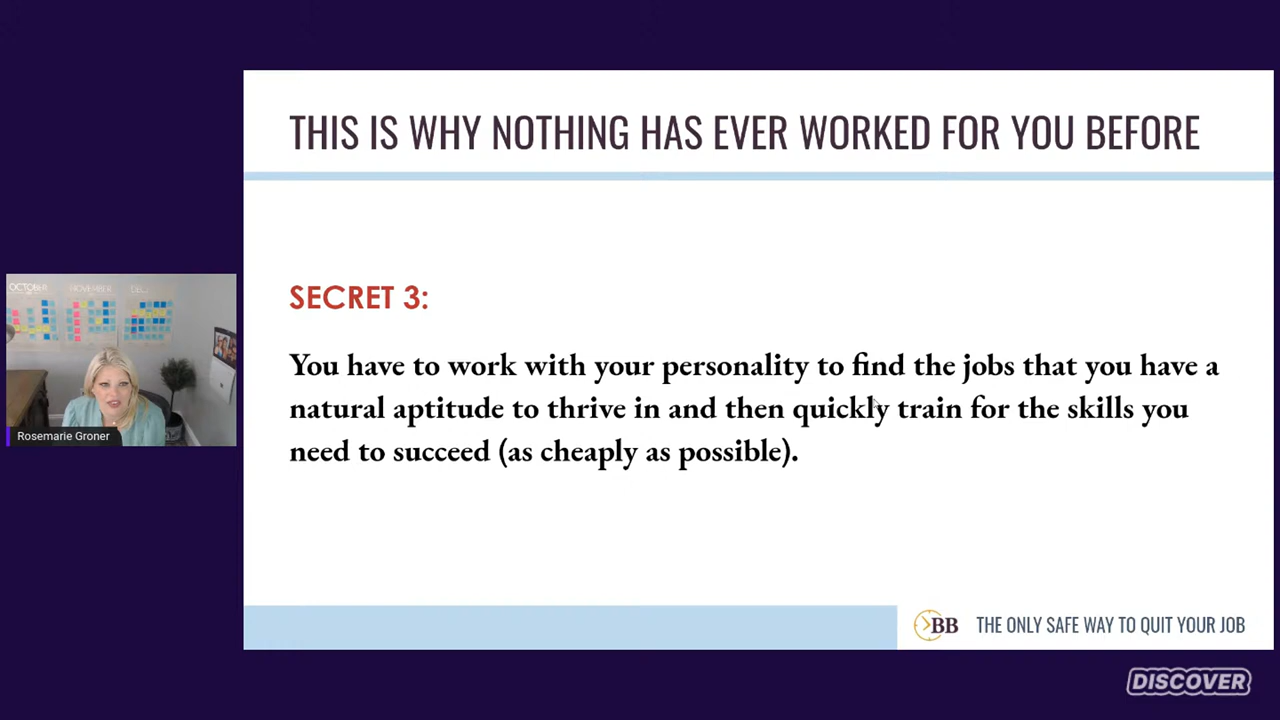 THIS IS WHY NOTHING HAS EVER WORKED FOR YOU BEFORE
SECRET 3:
You have to work with your personality to find the jobs that you have a
natural aptitude to thrive in and then quickly train for the skills you
need to succeed (as cheaply as possible).
OCTOBER NOVEMBER DEC
Rosemarie Groner
BB THE ONLY SAFE WAY TO QUIT YOUR JOB
DISCOVER